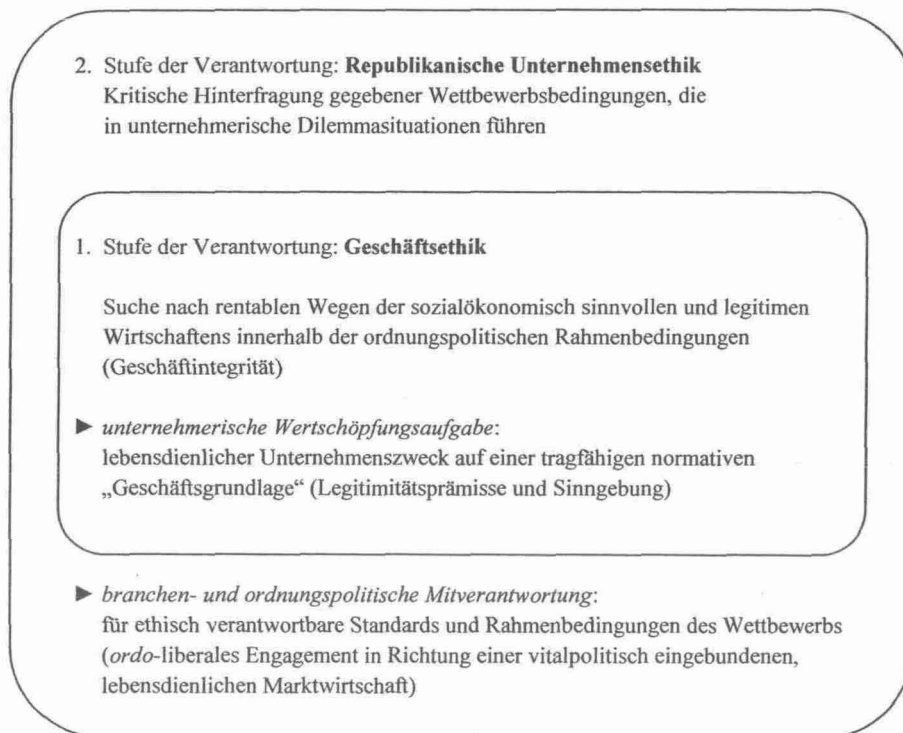 2. Stufe der Verantwortung: Republikanische Unternehmensethik
Kritische Hinterfragung gegebener Wettbewerbsbedingungen, die
in unternehmerische Dilemmasituationen führen
1. Stufe der Verantwortung: Geschäftsethik
Suche nach rentablen Wegen der sozialökonomisch sinnvollen und legitimen
Wirtschaftens innerhalb der ordnungspolitischen Rahmenbedingungen
(Geschäftintegrität)
► unternehmerische Wertschöpfungsaufgabe:
lebensdienlicher Unternehmenszweck auf einer tragfähigen normativen
„Geschäftsgrundlage“ (Legitimitätsprämisse und Sinngebung)
► branchen- und ordnungspolitische Mitverantwortung:
für ethisch verantwortbare Standards und Rahmenbedingungen des Wettbewerbs
(ordo-liberales Engagement in Richtung einer vitalpolitisch eingebundenen,
lebensdienlichen Marktwirtschaft)